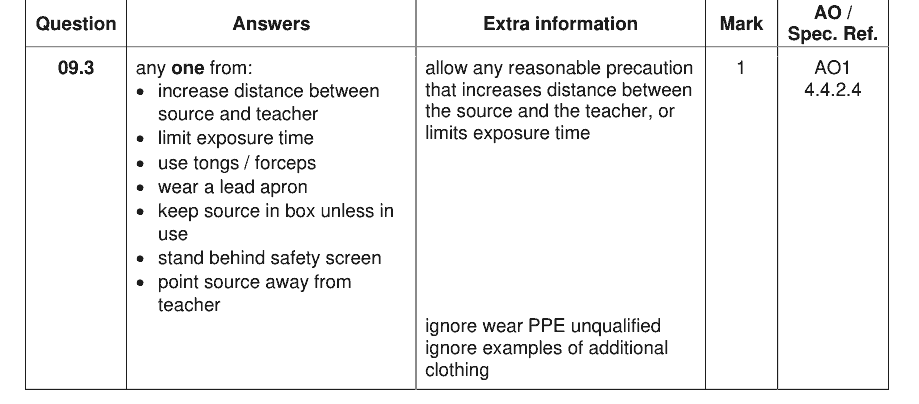 Question Answers Extra information Mark AO /
Spec. Ref.
09.3 any one from:
• increase distance between
source and teacher
• limit exposure time
• use tongs / forceps
• wear a lead apron
• keep source in box unless in
use
• stand behind safety screen
• point source away from
teacher
allow any reasonable precaution
that increases distance between
the source and the teacher, or
limits exposure time
ignore wear PPE unqualified
ignore examples of additional
clothing
1
AO1
4.4.2.4